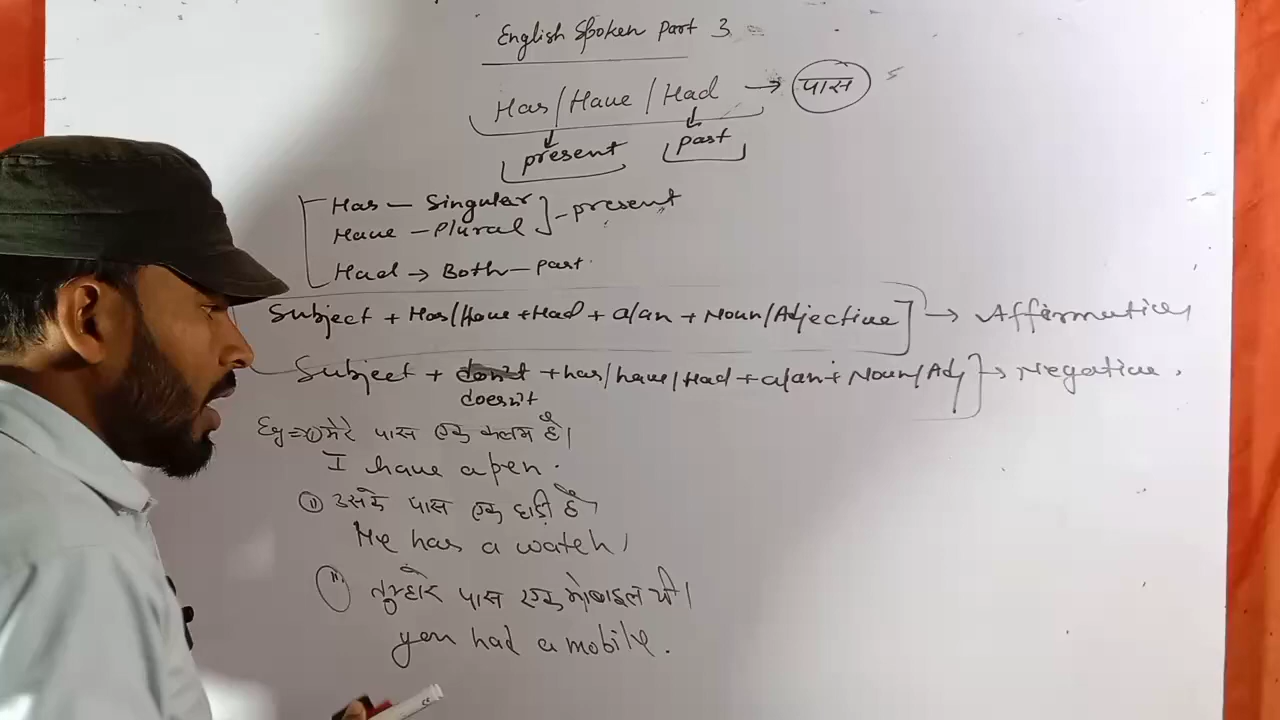 English Spoken Part 3
Has/Have/Had → पास
present past
Has – Singular
Have – Plural
– present
Had → Both – past.
Subject + Has/Have + Had + a/an + Noun/Adjective → Affirmative
Subject + don't + has/have/Had + a/an + Noun/Adj → Negative.
doesn't
Eg ⇒ ① मेरे पास एक कलम है।
I have a pen.
② उसके पास एक घड़ी है।
He has a watch,
तुम्हारे पास एक मोबाइल थी।
you had a mobile.